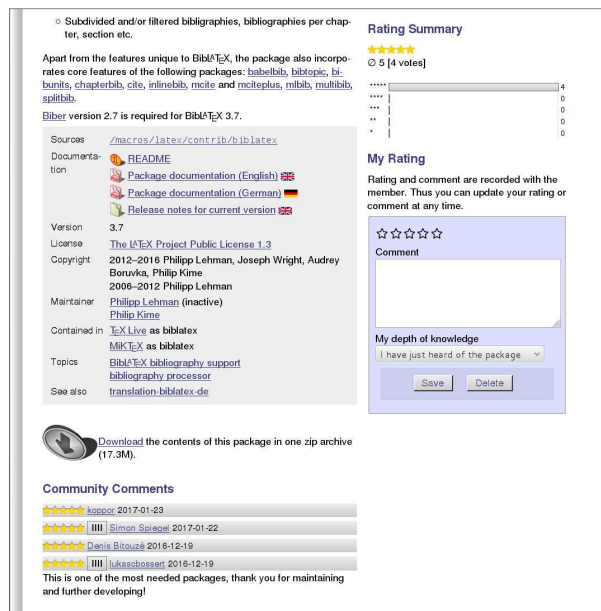 Subdivided and/or filtered bibligraphies, bibliographies per chap-
ter, section etc.
Apart from the features unique to BibLATEX, the package also incorpo-
rates core features of the following packages: babelbib, bibtopic, bi-
bunits, chapterbib, cite, inlinebib, mcite and mciteplus, mlbib, multibib,
splitbib.
Biber version 2.7 is required for BibLATEX 3.7.
Sources /macros/latex/contrib/biblatex
Documenta- README
tion
Package documentation (English)
Package documentation (German)
Release notes for current version
Version 3.7
License The LATEX Project Public License 1.3
Copyright 2012–2016 Philipp Lehman, Joseph Wright, Audrey
Boruvka, Philip Kime
2006–2012 Philipp Lehman
Maintainer Philipp Lehman (inactive)
Philip Kime
Contained in TEX Live as biblatex
MiKTEX as biblatex
Topics BibLATEX bibliography support
bibliography processor
See also translation-biblatex-de
Download the contents of this package in one zip archive
(17.3M).
Community Comments
koppor 2017-01-23
Simon Spiegel 2017-01-22
Denis Bitouzé 2016-12-19
lukascbossert 2016-12-19
This is one of the most needed packages, thank you for maintaining
and further developing!
Rating Summary
∅ 5 [4 votes]
***** 4
**** 0
*** 0
** 0
* 0
My Rating
Rating and comment are recorded with the
member. Thus you can update your rating or
comment at any time.
Comment
My depth of knowledge
I have just heard of the package
Save Delete